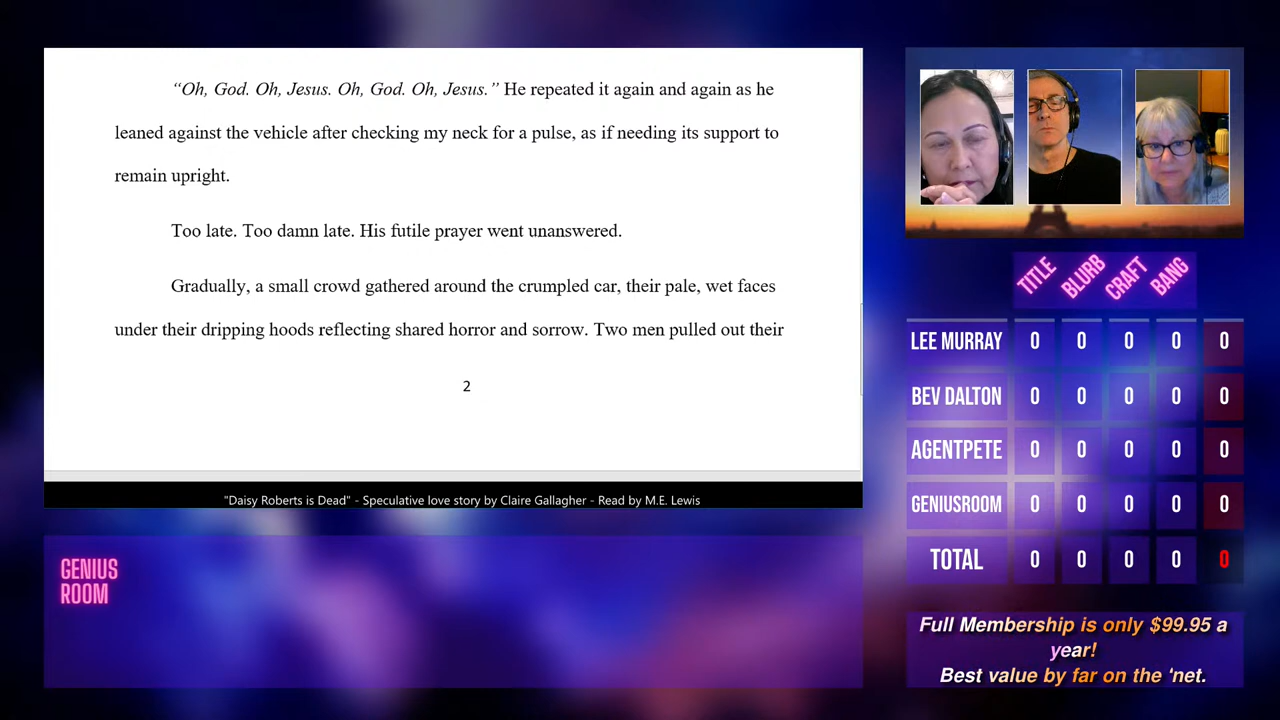 “Oh, God. Oh, Jesus. Oh, God. Oh, Jesus.” He repeated it again and again as he
leaned against the vehicle after checking my neck for a pulse, as if needing its support to
remain upright.
Too late. Too damn late. His futile prayer went unanswered.
Gradually, a small crowd gathered around the crumpled car, their pale, wet faces
under their dripping hoods reflecting shared horror and sorrow. Two men pulled out their
2
"Daisy Roberts is Dead" - Speculative love story by Claire Gallagher - Read by M.E. Lewis
GENIUS
ROOM
TITLE BLURB CRAFT BANG
LEE MURRAY 0 0 0 0 0
BEV DALTON 0 0 0 0 0
AGENTPETE 0 0 0 0 0
GENIUSROOM 0 0 0 0 0
TOTAL 0 0 0 0 0
Full Membership is only $99.95 a
year!
Best value by far on the ‘net.